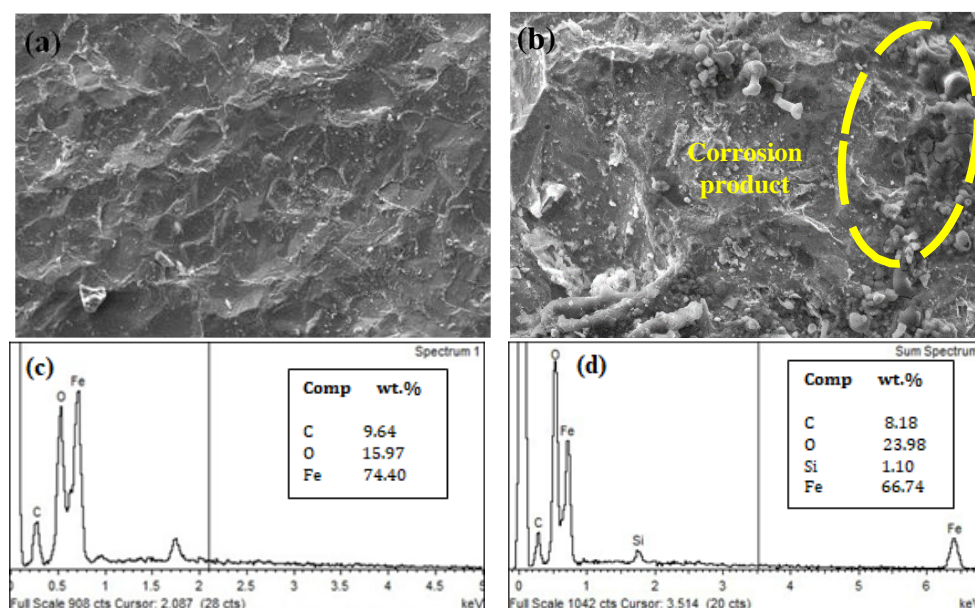 (a)
(b)
Corrosion
product
(c)
Spectrum 1
O
Fe
C
Comp wt.%
C 9.64
O 15.97
Fe 74.40
0 0.5 1 1.5 2 2.5 3 3.5 4 4.5 5
Full Scale 908 cts Cursor: 2.087 (28 cts) keV
(d)
Sum Spectrum
O
Fe
C
Si
Fe
Comp wt.%
C 8.18
O 23.98
Si 1.10
Fe 66.74
0 1 2 3 4 5 6
Full Scale 1042 cts Cursor: 3.514 (20 cts)